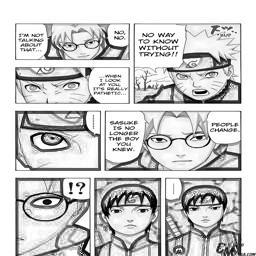 NO WAY TO
KNOW
WITHOUT
TRYING!!
NO,
NO.
I'M NOT
TALKING
ABOUT
THAT...
...WHEN I
LOOK AT
YOU, IT'S
REALLY
PATHETIC...
PEOPLE
CHANGE.
SASUKE IS
NO LONGER
THE BOY
YOU
KNEW.
...
!?